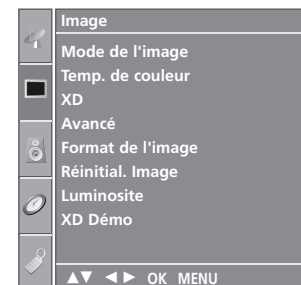 Image
Mode de l'image
Temp. de couleur
XD
Avancé
Format de l'image
Réinitial. Image
Luminosite
XD Démo
▲▼ ◄► OK MENU